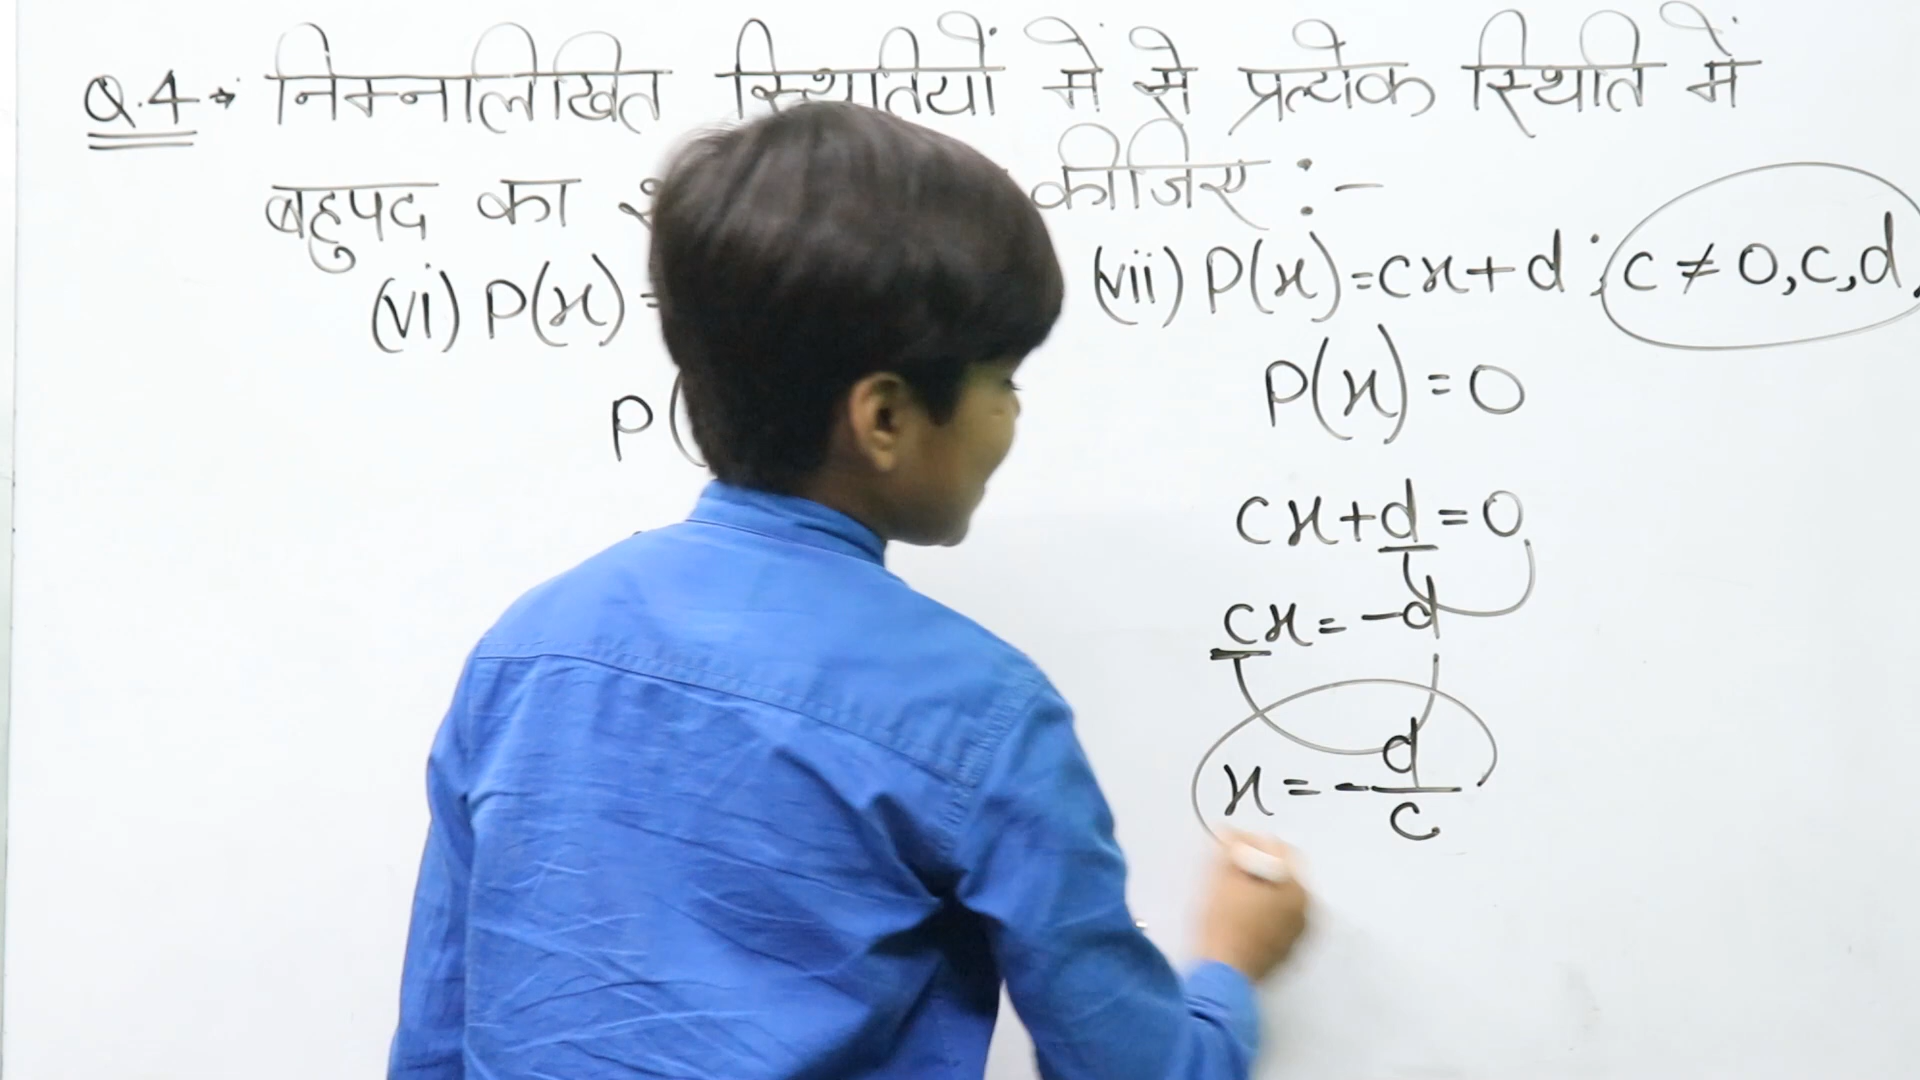 Q.4→ निम्नलिखित स्थितियों में से प्रत्येक स्थिति में
बहुपद का कीजिए :-
(vi) P(x) =
P(
(vii) P(x)=cx+d ; c ≠ 0,c,d,
P(x) = 0
cx+d = 0
cx = -d
x = -d/c